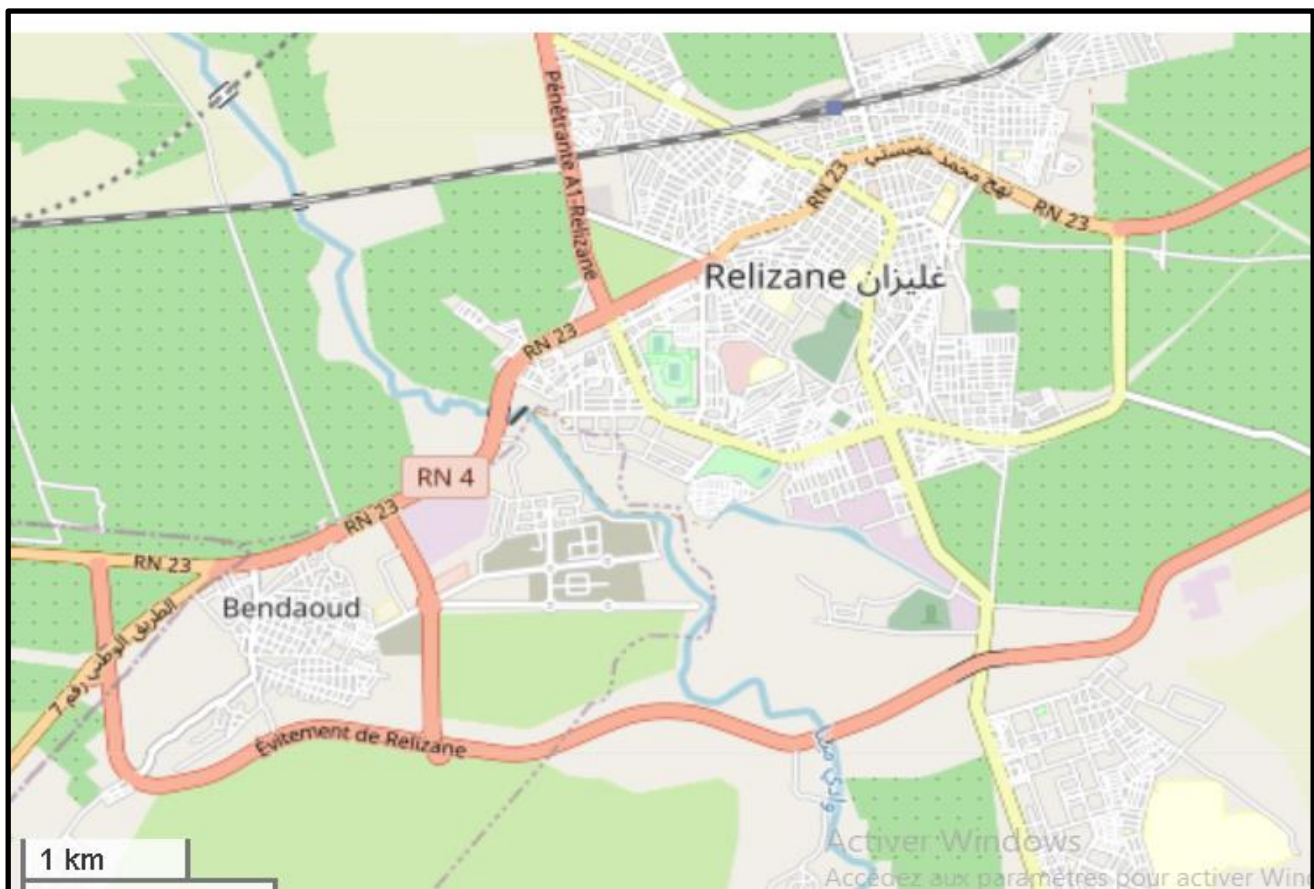 Pénétrante A1-Relizane
RN 23
نهج محمد خميستي
RN 23
Relizane غليزان
RN 23
RN 4
RN 23
RN 23
الطريق الوطني رقم 7
Bendaoud
Évitement de Relizane
وادي مينا
1 km
Activer Windows
Accédez aux paramètres pour activer Win